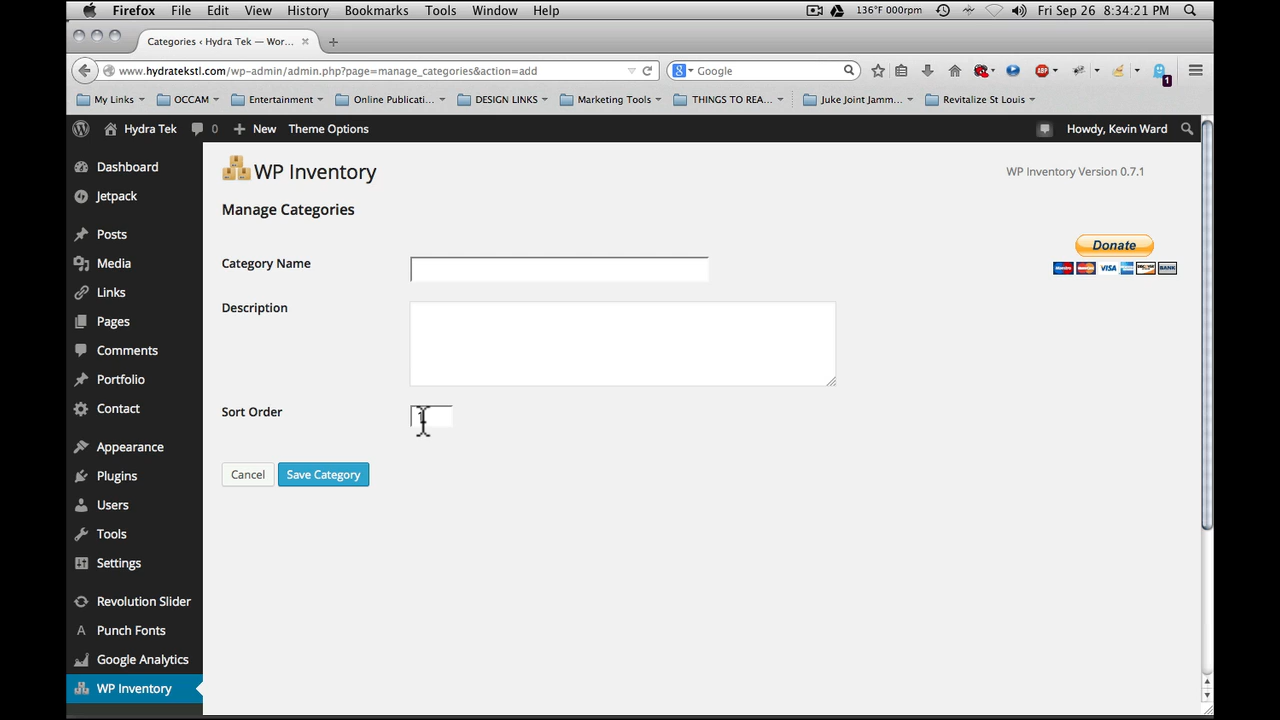 Firefox File Edit View History Bookmarks Tools Window Help 136°F 000rpm Fri Sep 26 8:34:21 PM
Categories ‹ Hydra Tek — Wor...
www.hydratekstl.com/wp-admin/admin.php?page=manage_categories&action=add Google
My Links OCCAM Entertainment Online Publicati... DESIGN LINKS Marketing Tools THINGS TO REA... Juke Joint Jamm... Revitalize St Louis
1
Hydra Tek 0 New Theme Options Howdy, Kevin Ward
Dashboard
Jetpack
Posts
Media
Links
Pages
Comments
Portfolio
Contact
Appearance
Plugins
Users
Tools
Settings
Revolution Slider
Punch Fonts
Google Analytics
WP Inventory
WP Inventory
WP Inventory Version 0.7.1
Manage Categories
Donate
VISA
BANK
Category Name
Description
Sort Order
Cancel Save Category